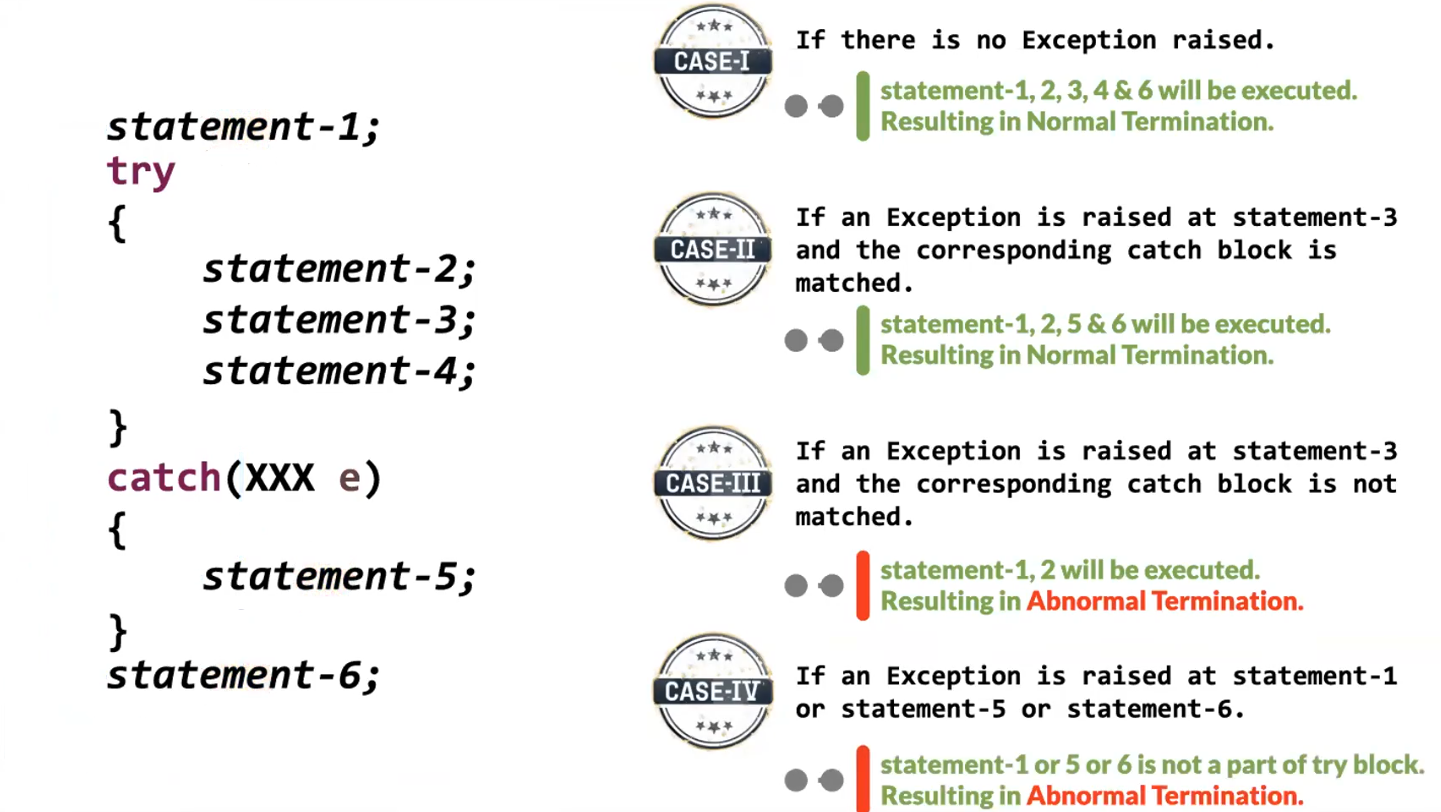 statement-1;
try
{
statement-2;
statement-3;
statement-4;
}
catch(XXX e)
{
statement-5;
}
statement-6;
CASE-I
If there is no Exception raised.
statement-1, 2, 3, 4 & 6 will be executed.
Resulting in Normal Termination.
CASE-II
If an Exception is raised at statement-3
and the corresponding catch block is
matched.
statement-1, 2, 5 & 6 will be executed.
Resulting in Normal Termination.
CASE-III
If an Exception is raised at statement-3
and the corresponding catch block is not
matched.
statement-1, 2 will be executed.
Resulting in Abnormal Termination.
CASE-IV
If an Exception is raised at statement-1
or statement-5 or statement-6.
statement-1 or 5 or 6 is not a part of try block.
Resulting in Abnormal Termination.